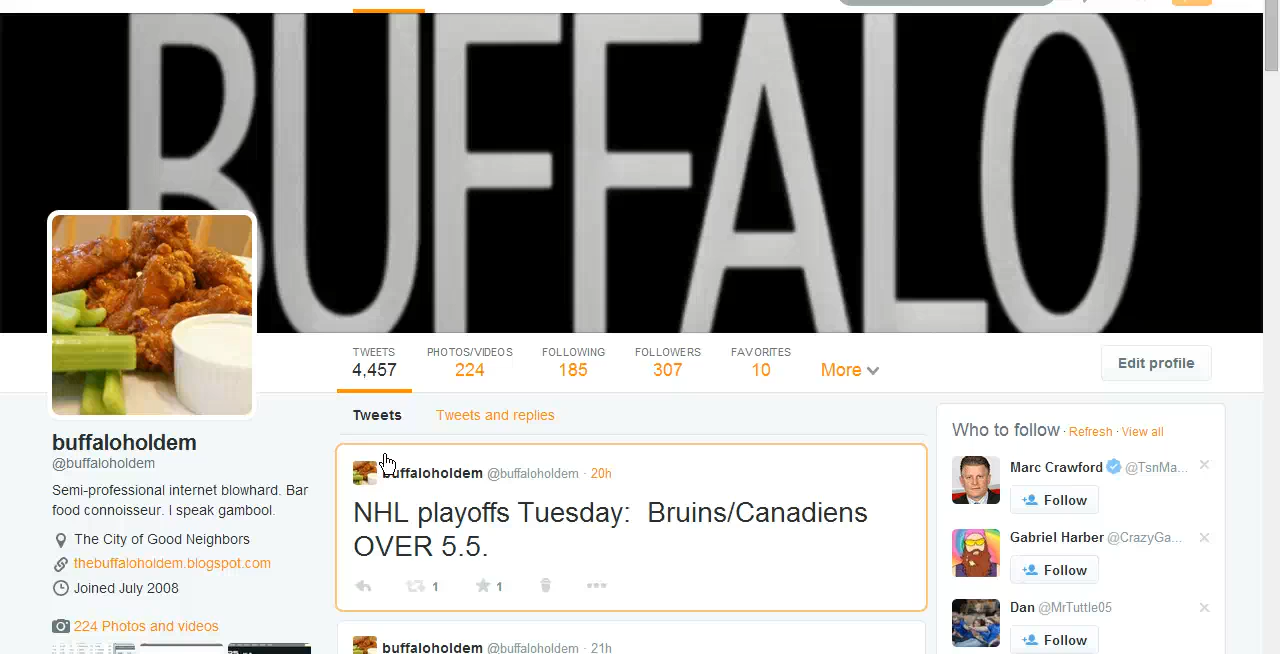 BUFFALO
TWEETS PHOTOS/VIDEOS FOLLOWING FOLLOWERS FAVORITES
4,457 224 185 307 10 More
Edit profile
buffaloholdem
@buffaloholdem
Semi-professional internet blowhard. Bar
food connoisseur. I speak gambool.
The City of Good Neighbors
thebuffaloholdem.blogspot.com
Joined July 2008
224 Photos and videos
Tweets Tweets and replies
buffaloholdem @buffaloholdem · 20h
NHL playoffs Tuesday:  Bruins/Canadiens
OVER 5.5.
1 1
buffaloholdem @buffaloholdem · 21h
Who to follow · Refresh · View all
Marc Crawford @TsnMa...
Follow
Gabriel Harber @CrazyGa...
Follow
Dan @MrTuttle05
Follow